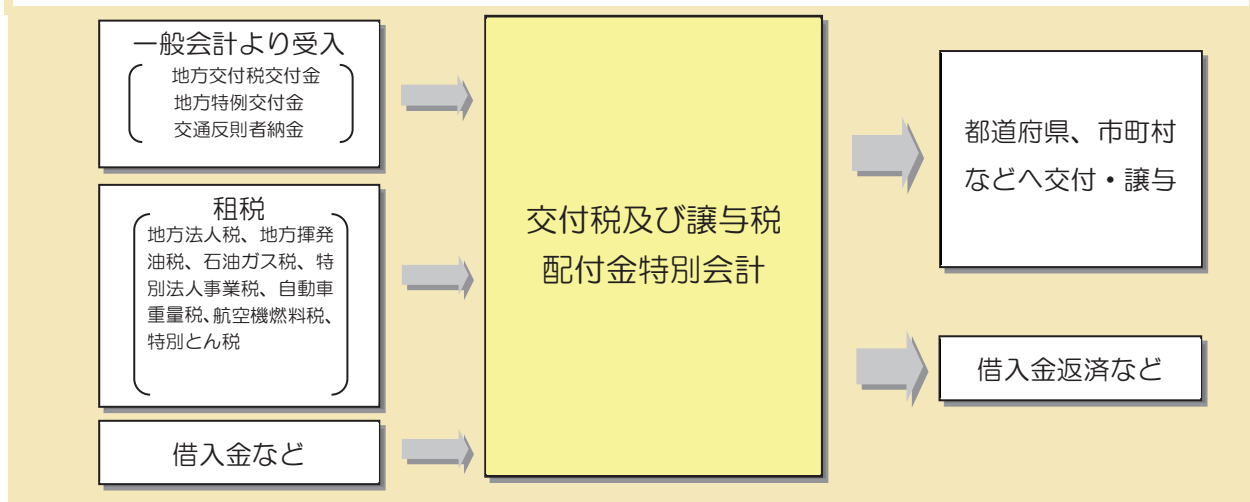 一般会計より受入
地方交付税交付金
地方特例交付金
交通反則者納金
租税
地方法人税、地方揮発
油税、石油ガス税、特
別法人事業税、自動車
重量税、航空機燃料税、
特別とん税
借入金など
交付税及び譲与税
配付金特別会計
都道府県、市町村
などへ交付・譲与
借入金返済など